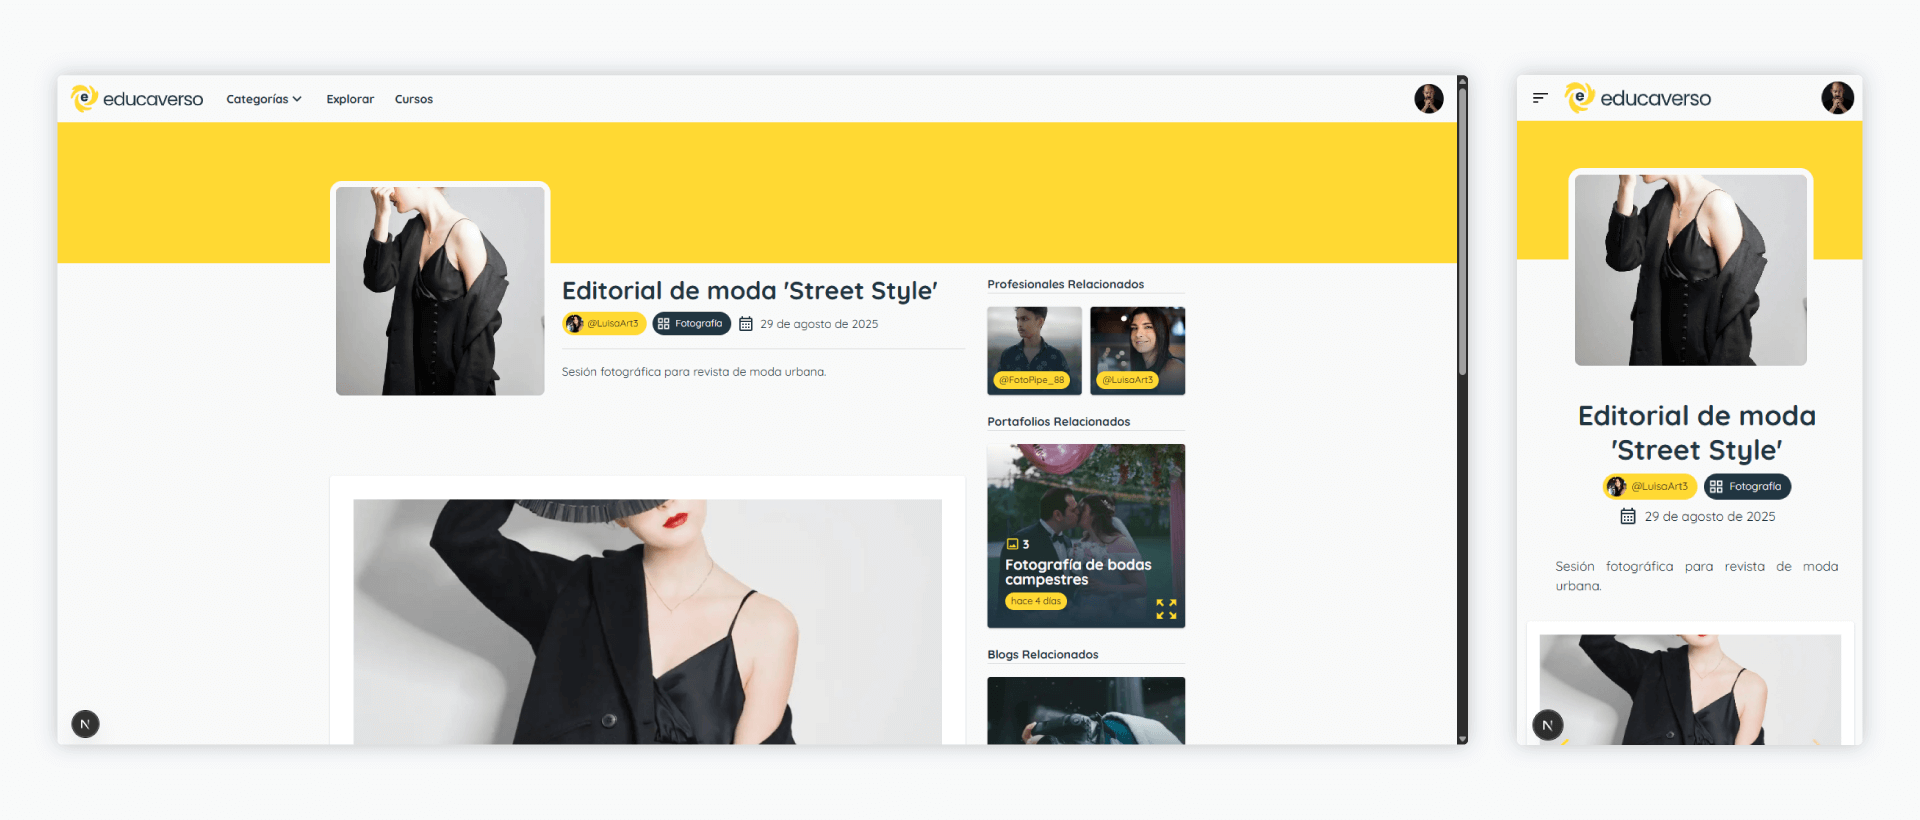 educaverso
Categorías
Explorar
Cursos
Editorial de moda 'Street Style'
@LuisaArt3
Fotografía
29 de agosto de 2025
Sesión fotográfica para revista de moda urbana.
Profesionales Relacionados
@FotoPipe_88
@LuisaArt3
Portafolios Relacionados
3
Fotografía de bodas
campestres
hace 4 días
Blogs Relacionados
N
educaverso
Editorial de moda
'Street Style'
@LuisaArt3
Fotografía
29 de agosto de 2025
Sesión fotográfica para revista de moda
urbana.
N